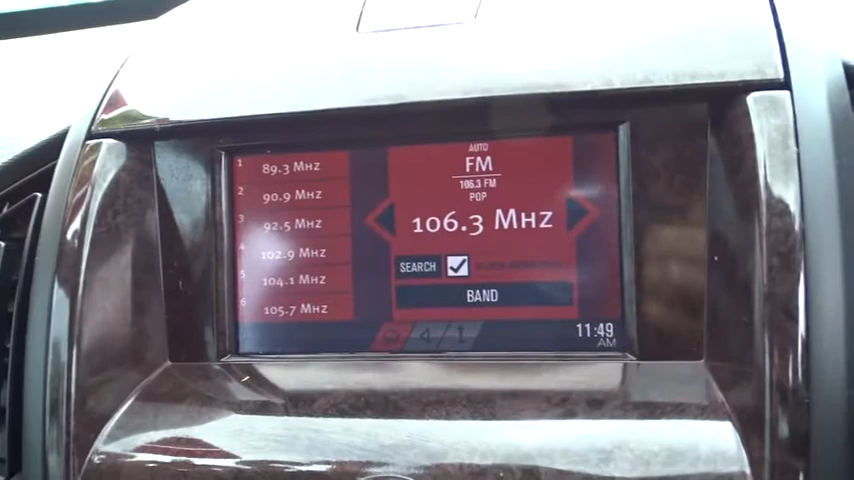 1 89.3 MHz
2 90.9 MHz
3 92.5 MHz
4 102.9 MHz
5 104.1 MHz
6 105.7 MHz
AUTO
FM
106.3 FM
POP
106.3 MHz
SEARCH
BAND
11:49
AM